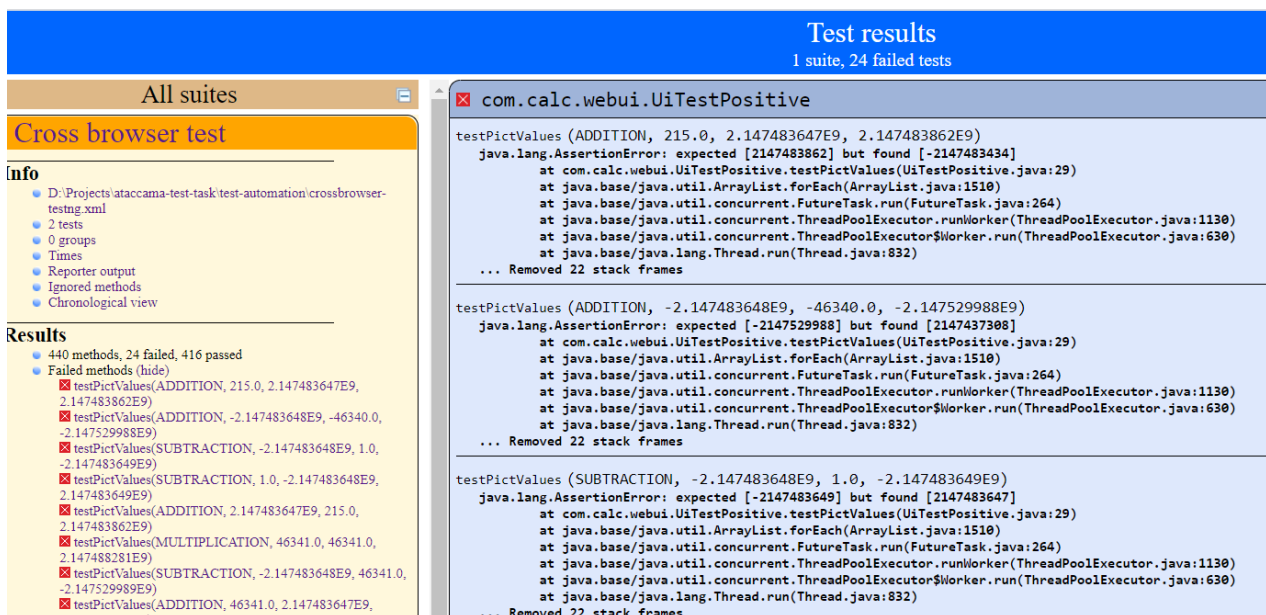 Test results
1 suite, 24 failed tests
All suites
Cross browser test
Info
D:\Projects\ataccama-test-task\test-automation\crossbrowser-
testng.xml
2 tests
0 groups
Times
Reporter output
Ignored methods
Chronological view
Results
440 methods, 24 failed, 416 passed
Failed methods (hide)
testPictValues(ADDITION, 215.0, 2.147483647E9,
2.147483862E9)
testPictValues(ADDITION, -2.147483648E9, -46340.0,
-2.147529988E9)
testPictValues(SUBTRACTION, -2.147483648E9, 1.0,
-2.147483649E9)
testPictValues(SUBTRACTION, 1.0, -2.147483648E9,
2.147483649E9)
testPictValues(ADDITION, 2.147483647E9, 215.0,
2.147483862E9)
testPictValues(MULTIPLICATION, 46341.0, 46341.0,
2.147488281E9)
testPictValues(SUBTRACTION, -2.147483648E9, 46341.0,
-2.147529989E9)
testPictValues(ADDITION, 46341.0, 2.147483647E9,
com.calc.webui.UiTestPositive
testPictValues (ADDITION, 215.0, 2.147483647E9, 2.147483862E9)
java.lang.AssertionError: expected [2147483862] but found [-2147483434]
at com.calc.webui.UiTestPositive.testPictValues(UiTestPositive.java:29)
at java.base/java.util.ArrayList.forEach(ArrayList.java:1510)
at java.base/java.util.concurrent.FutureTask.run(FutureTask.java:264)
at java.base/java.util.concurrent.ThreadPoolExecutor.runWorker(ThreadPoolExecutor.java:1130)
at java.base/java.util.concurrent.ThreadPoolExecutor$Worker.run(ThreadPoolExecutor.java:630)
at java.base/java.lang.Thread.run(Thread.java:832)
... Removed 22 stack frames
testPictValues (ADDITION, -2.147483648E9, -46340.0, -2.147529988E9)
java.lang.AssertionError: expected [-2147529988] but found [2147437308]
at com.calc.webui.UiTestPositive.testPictValues(UiTestPositive.java:29)
at java.base/java.util.ArrayList.forEach(ArrayList.java:1510)
at java.base/java.util.concurrent.FutureTask.run(FutureTask.java:264)
at java.base/java.util.concurrent.ThreadPoolExecutor.runWorker(ThreadPoolExecutor.java:1130)
at java.base/java.util.concurrent.ThreadPoolExecutor$Worker.run(ThreadPoolExecutor.java:630)
at java.base/java.lang.Thread.run(Thread.java:832)
... Removed 22 stack frames
testPictValues (SUBTRACTION, -2.147483648E9, 1.0, -2.147483649E9)
java.lang.AssertionError: expected [-2147483649] but found [2147483647]
at com.calc.webui.UiTestPositive.testPictValues(UiTestPositive.java:29)
at java.base/java.util.ArrayList.forEach(ArrayList.java:1510)
at java.base/java.util.concurrent.FutureTask.run(FutureTask.java:264)
at java.base/java.util.concurrent.ThreadPoolExecutor.runWorker(ThreadPoolExecutor.java:1130)
at java.base/java.util.concurrent.ThreadPoolExecutor$Worker.run(ThreadPoolExecutor.java:630)
at java.base/java.lang.Thread.run(Thread.java:832)
... Removed 22 stack frames